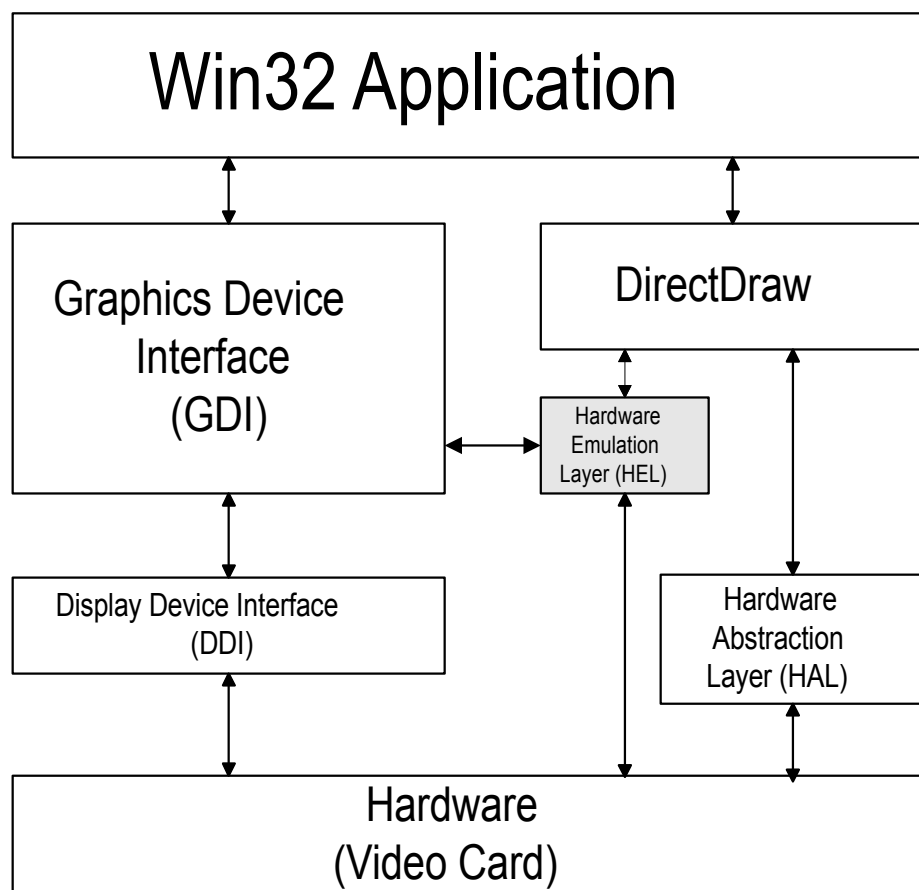 Win32 Application
Graphics Device
Interface
(GDI)
DirectDraw
Hardware
Emulation
Layer (HEL)
Display Device Interface
(DDI)
Hardware
Abstraction
Layer (HAL)
Hardware
(Video Card)